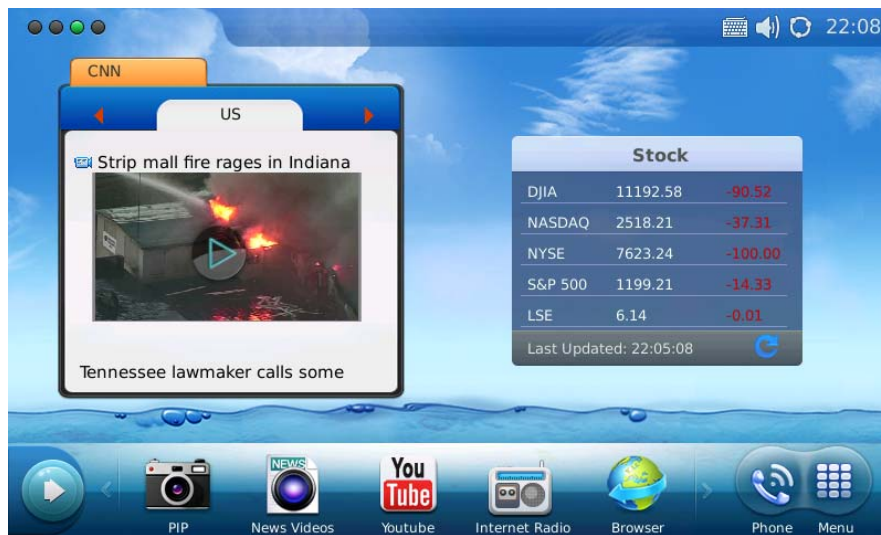 22:08
CNN
US
Strip mall fire rages in Indiana
Tennessee lawmaker calls some
Stock
DJIA 11192.58 -90.52
NASDAQ 2518.21 -37.31
NYSE 7623.24 -100.00
S&P 500 1199.21 -14.33
LSE 6.14 -0.01
Last Updated: 22:05:08
NEWS
You
Tube
PIP
News Videos
Youtube
Internet Radio
Browser
Phone
Menu